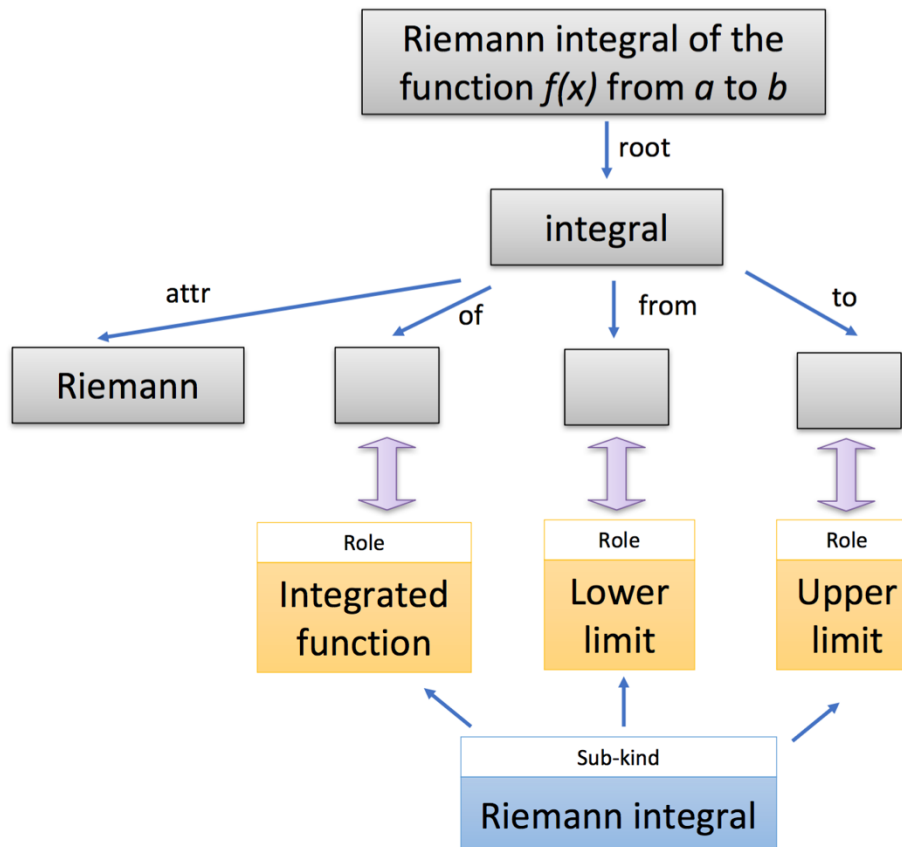 Riemann integral of the
function f(x) from a to b
root
integral
attr
of
from
to
Riemann
Role
Integrated
function
Role
Lower
limit
Role
Upper
limit
Sub-kind
Riemann integral